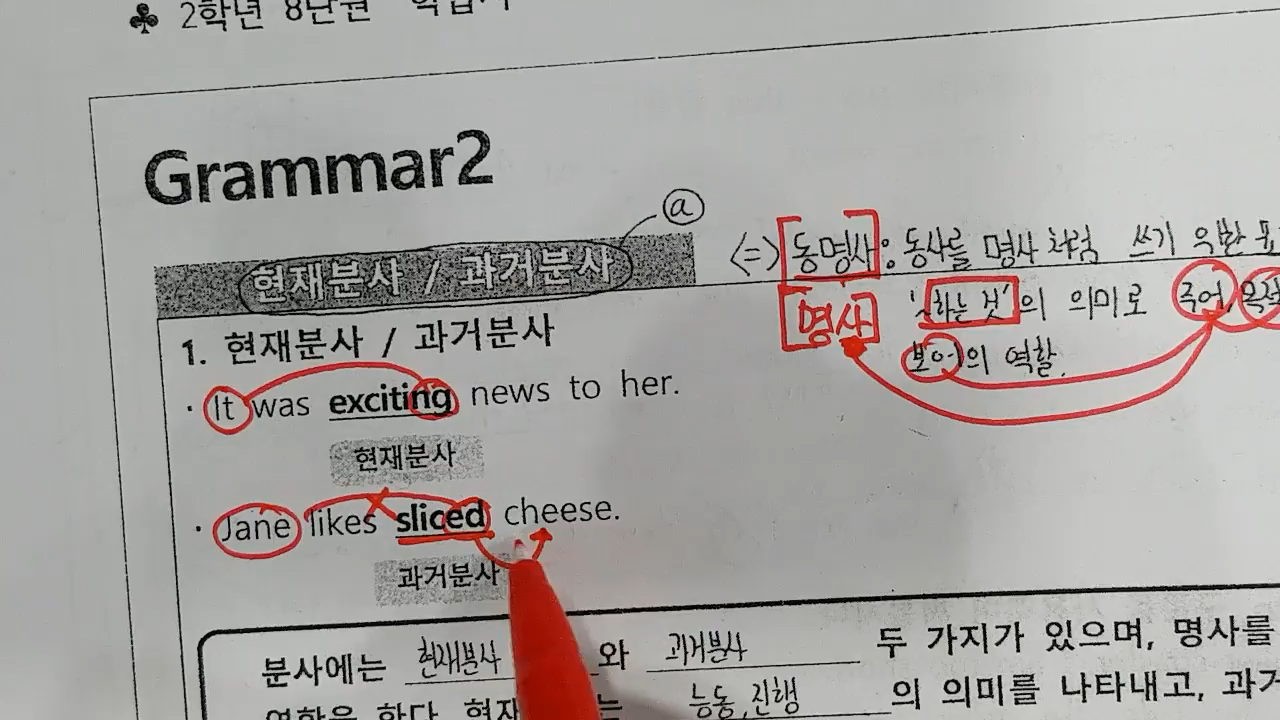 ♣ 2학년 8단원
Grammar2
ⓐ
현재분사 / 과거분사
<=> 동명사 : 동사를 명사처럼 쓰기 위한
명사 '~하는 것'의 의미로 주어,
보어의 역할.
1. 현재분사 / 과거분사
· It was exciting news to her.
현재분사
· Jane likes sliced cheese.
과거분사
분사에는 현재분사 와 과거분사 두 가지가 있으며, 명사를
능동, 진행 의 의미를 나타내고,